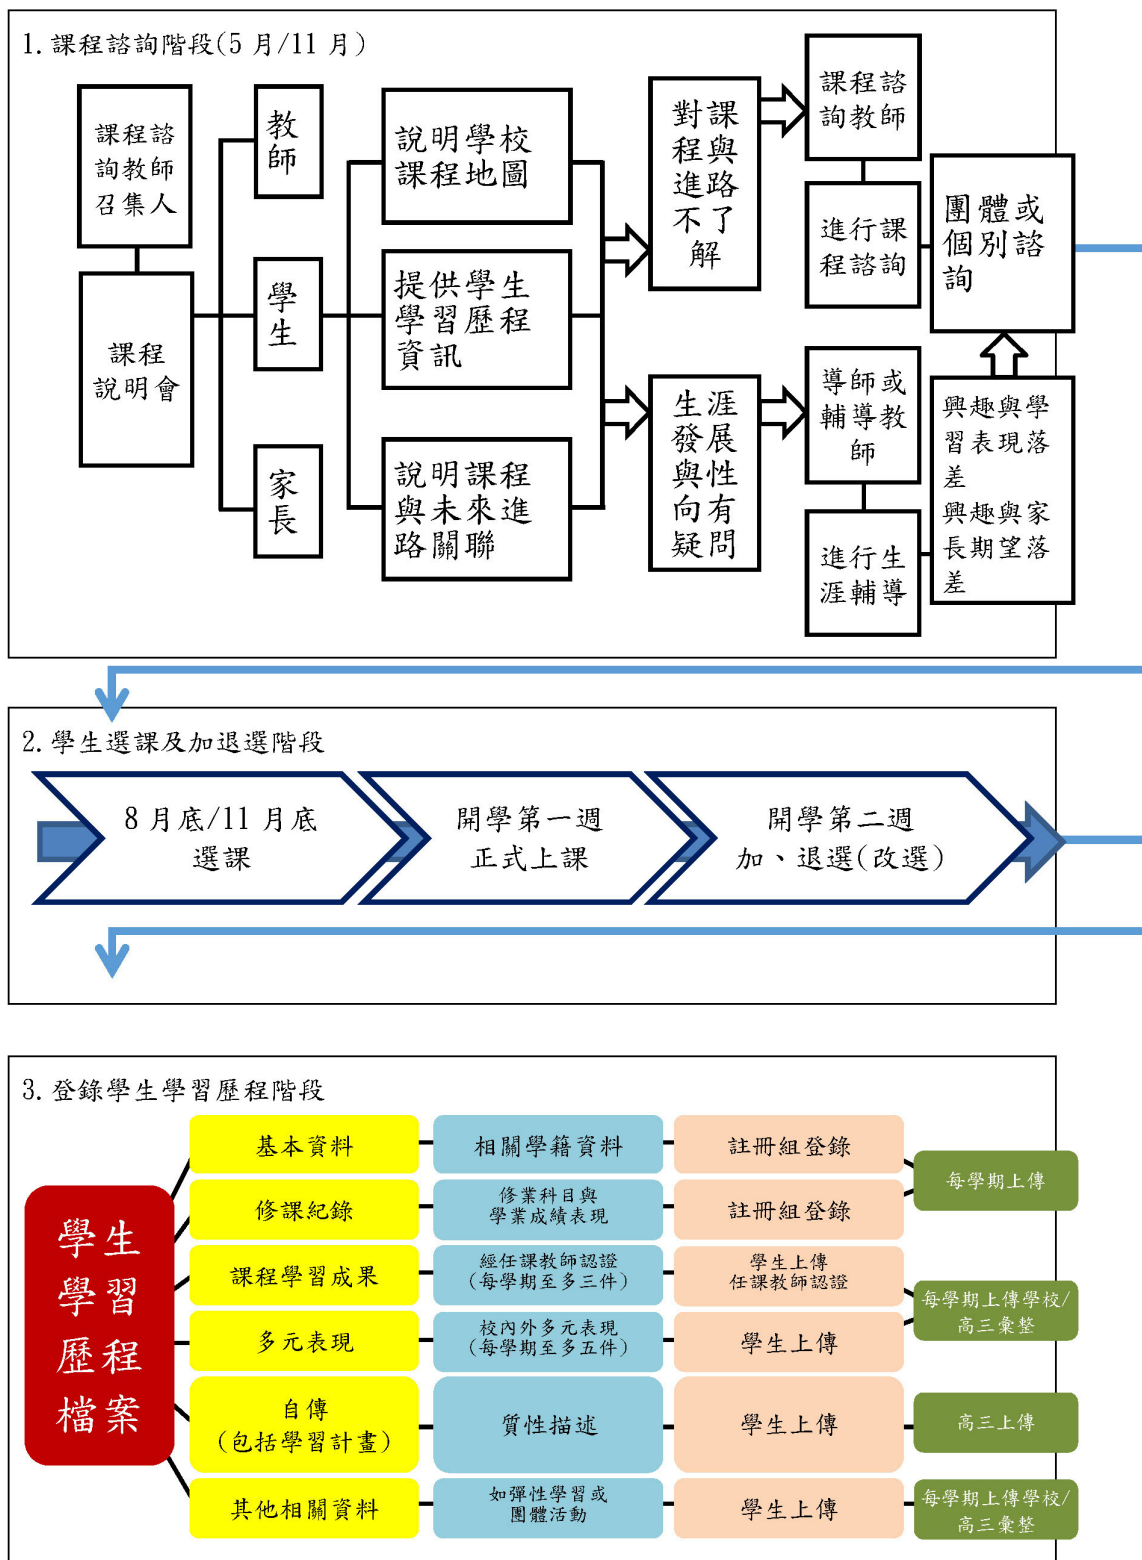 1. 課程諮詢階段(5 月/11 月)
課程諮
詢教師
召集人
課程
說明會
教
師
學
生
家
長
說明學校
課程地圖
提供學生
學習歷程
資訊
說明課程
與未來進
路關聯
對課
程與
進路
不了
解
生涯
發展
與性
向有
疑問
課程諮
詢教師
進行課
程諮詢
導師或
輔導教
師
進行生
涯輔導
團體或
個別諮
詢
興趣與學
習表現落
差
興趣與家
長期望落
差
2. 學生選課及加退選階段
8 月底/11 月底
選課
開學第一週
正式上課
開學第二週
加、退選(改選)
3. 登錄學生學習歷程階段
學生
學習
歷程
檔案
基本資料
相關學籍資料
註冊組登錄
每學期上傳
修課紀錄
修業科目與
學業成績表現
註冊組登錄
課程學習成果
經任課教師認證
(每學期至多三件)
學生上傳
任課教師認證
每學期上傳學校/
高三彙整
多元表現
校內外多元表現
(每學期至多五件)
學生上傳
自傳
(包括學習計畫)
質性描述
學生上傳
高三上傳
其他相關資料
如彈性學習或
團體活動
學生上傳
每學期上傳學校/
高三彙整